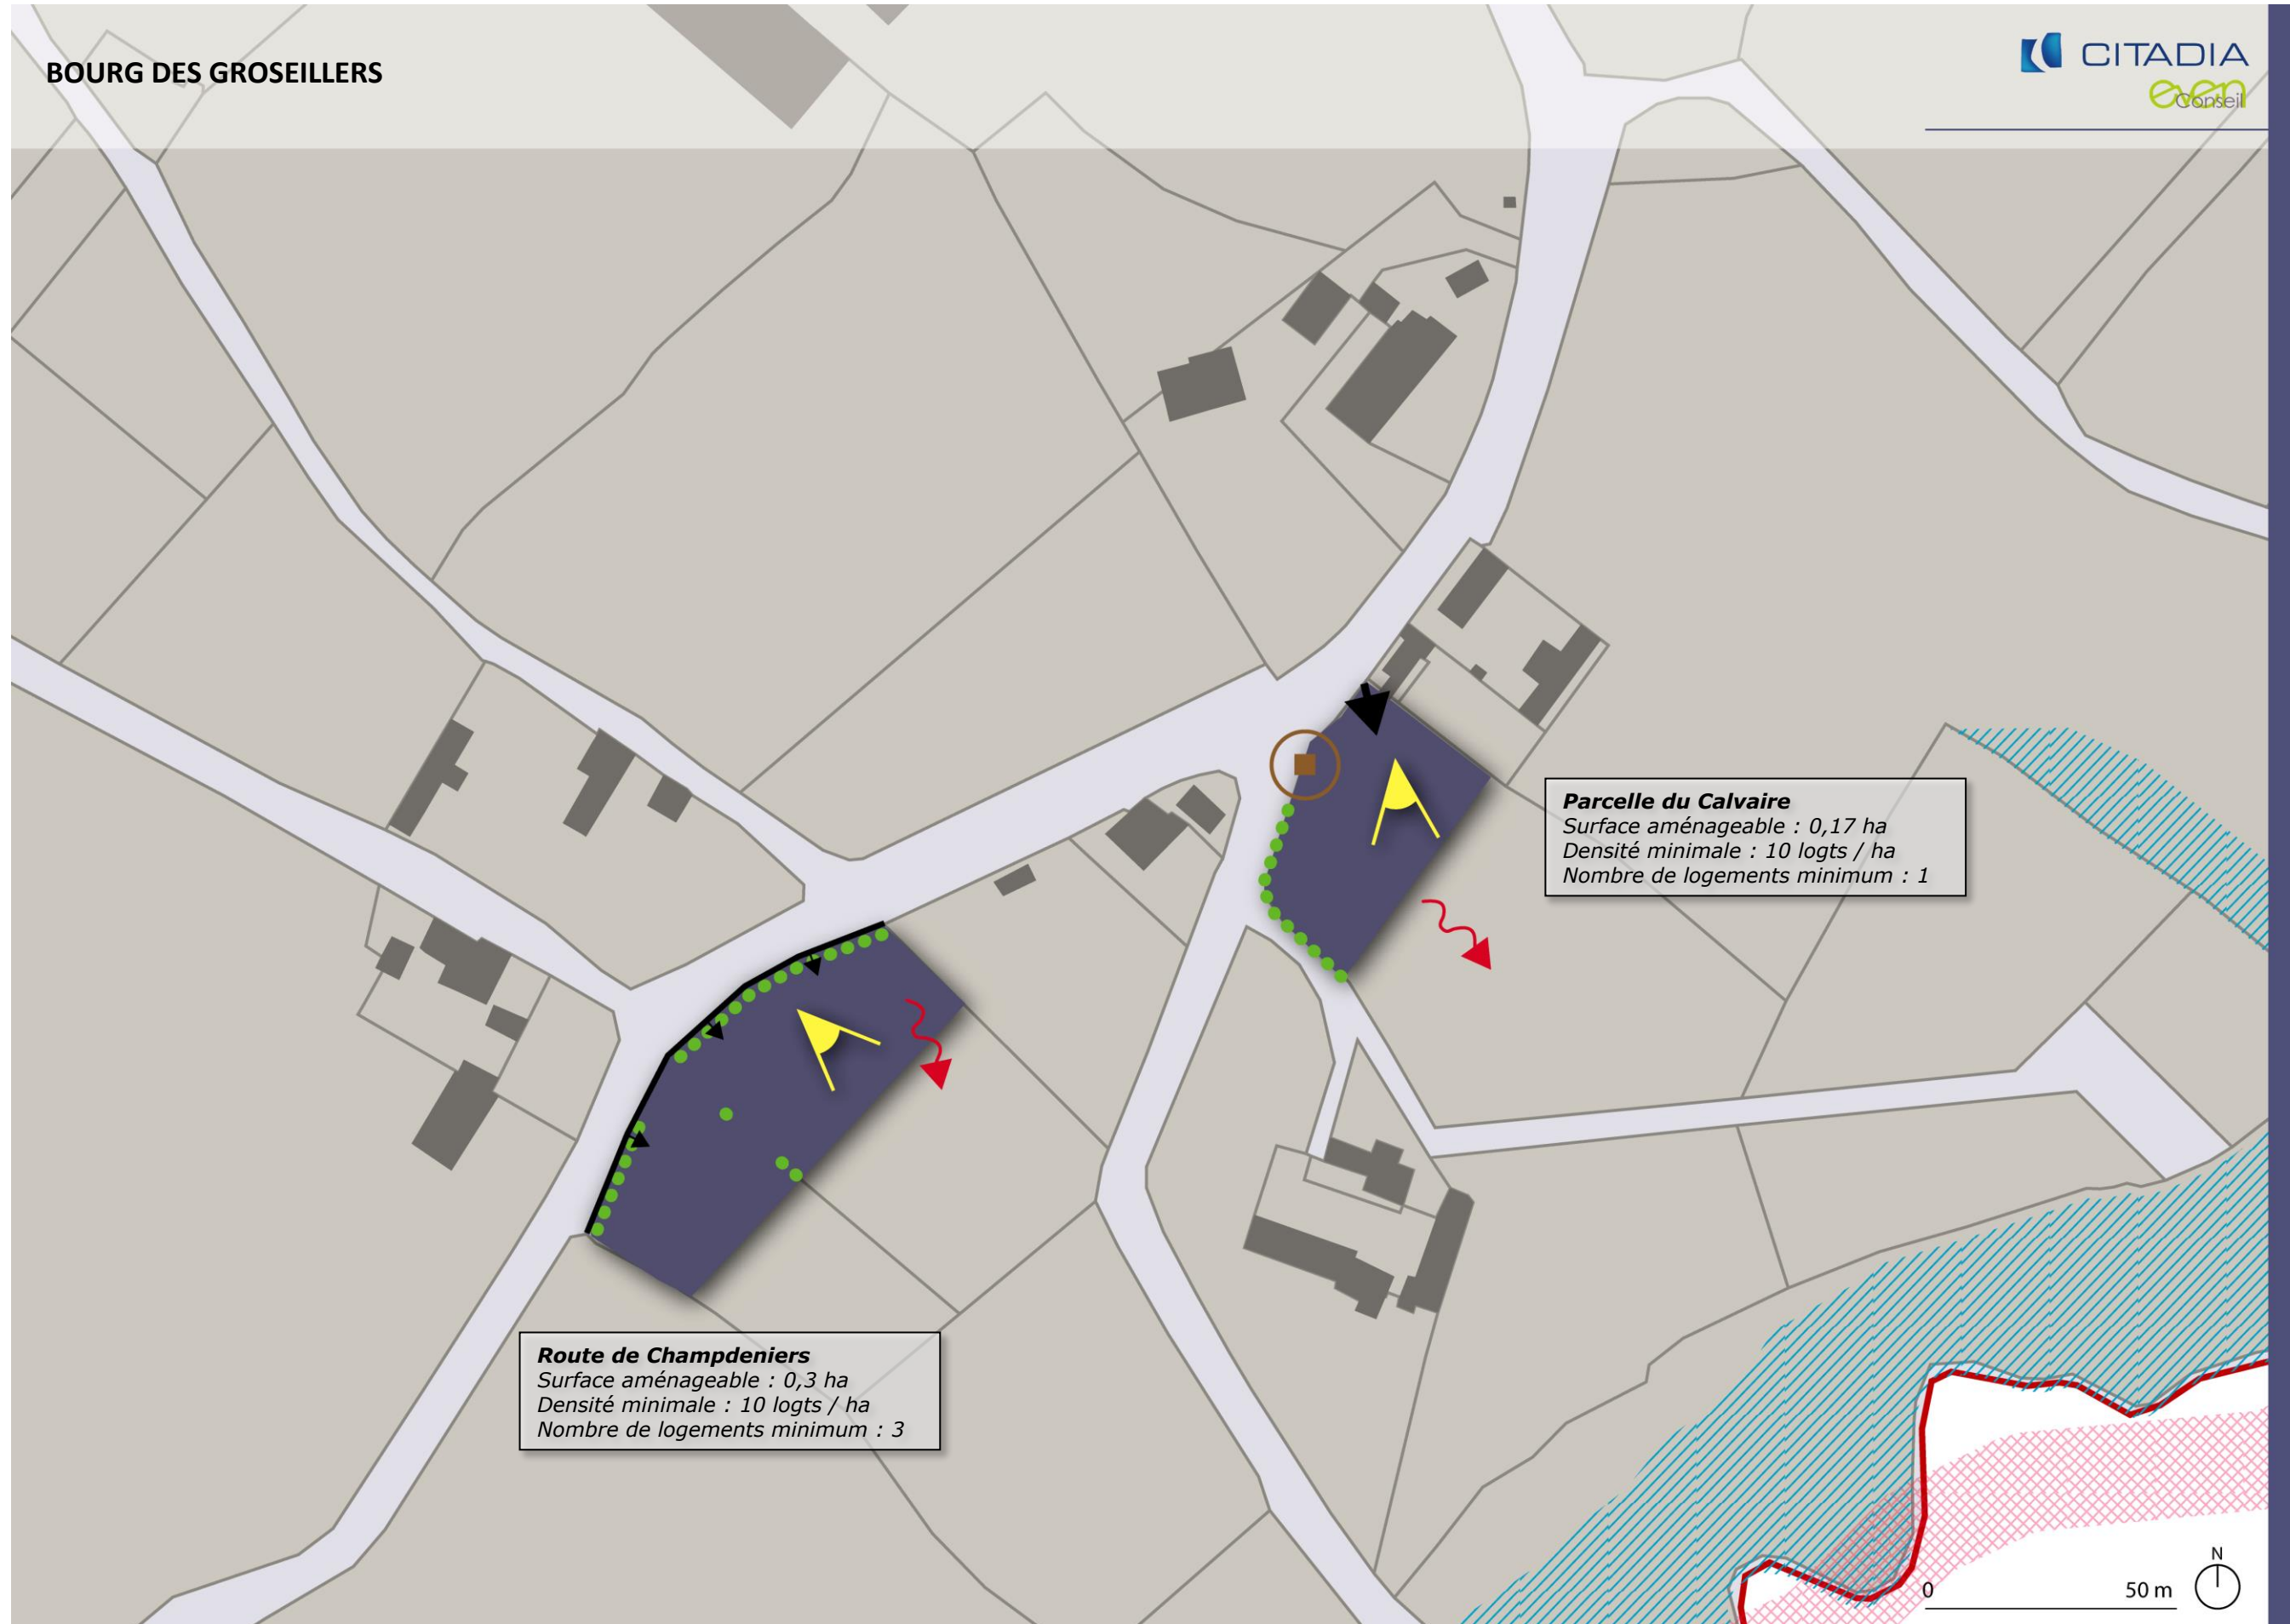 BOURG DES GROSEILLERS
CITADIA
even
Conseil
Parcelle du Calvaire
Surface aménageable : 0,17 ha
Densité minimale : 10 logts / ha
Nombre de logements minimum : 1
Route de Champdeniers
Surface aménageable : 0,3 ha
Densité minimale : 10 logts / ha
Nombre de logements minimum : 3
N
0 50 m